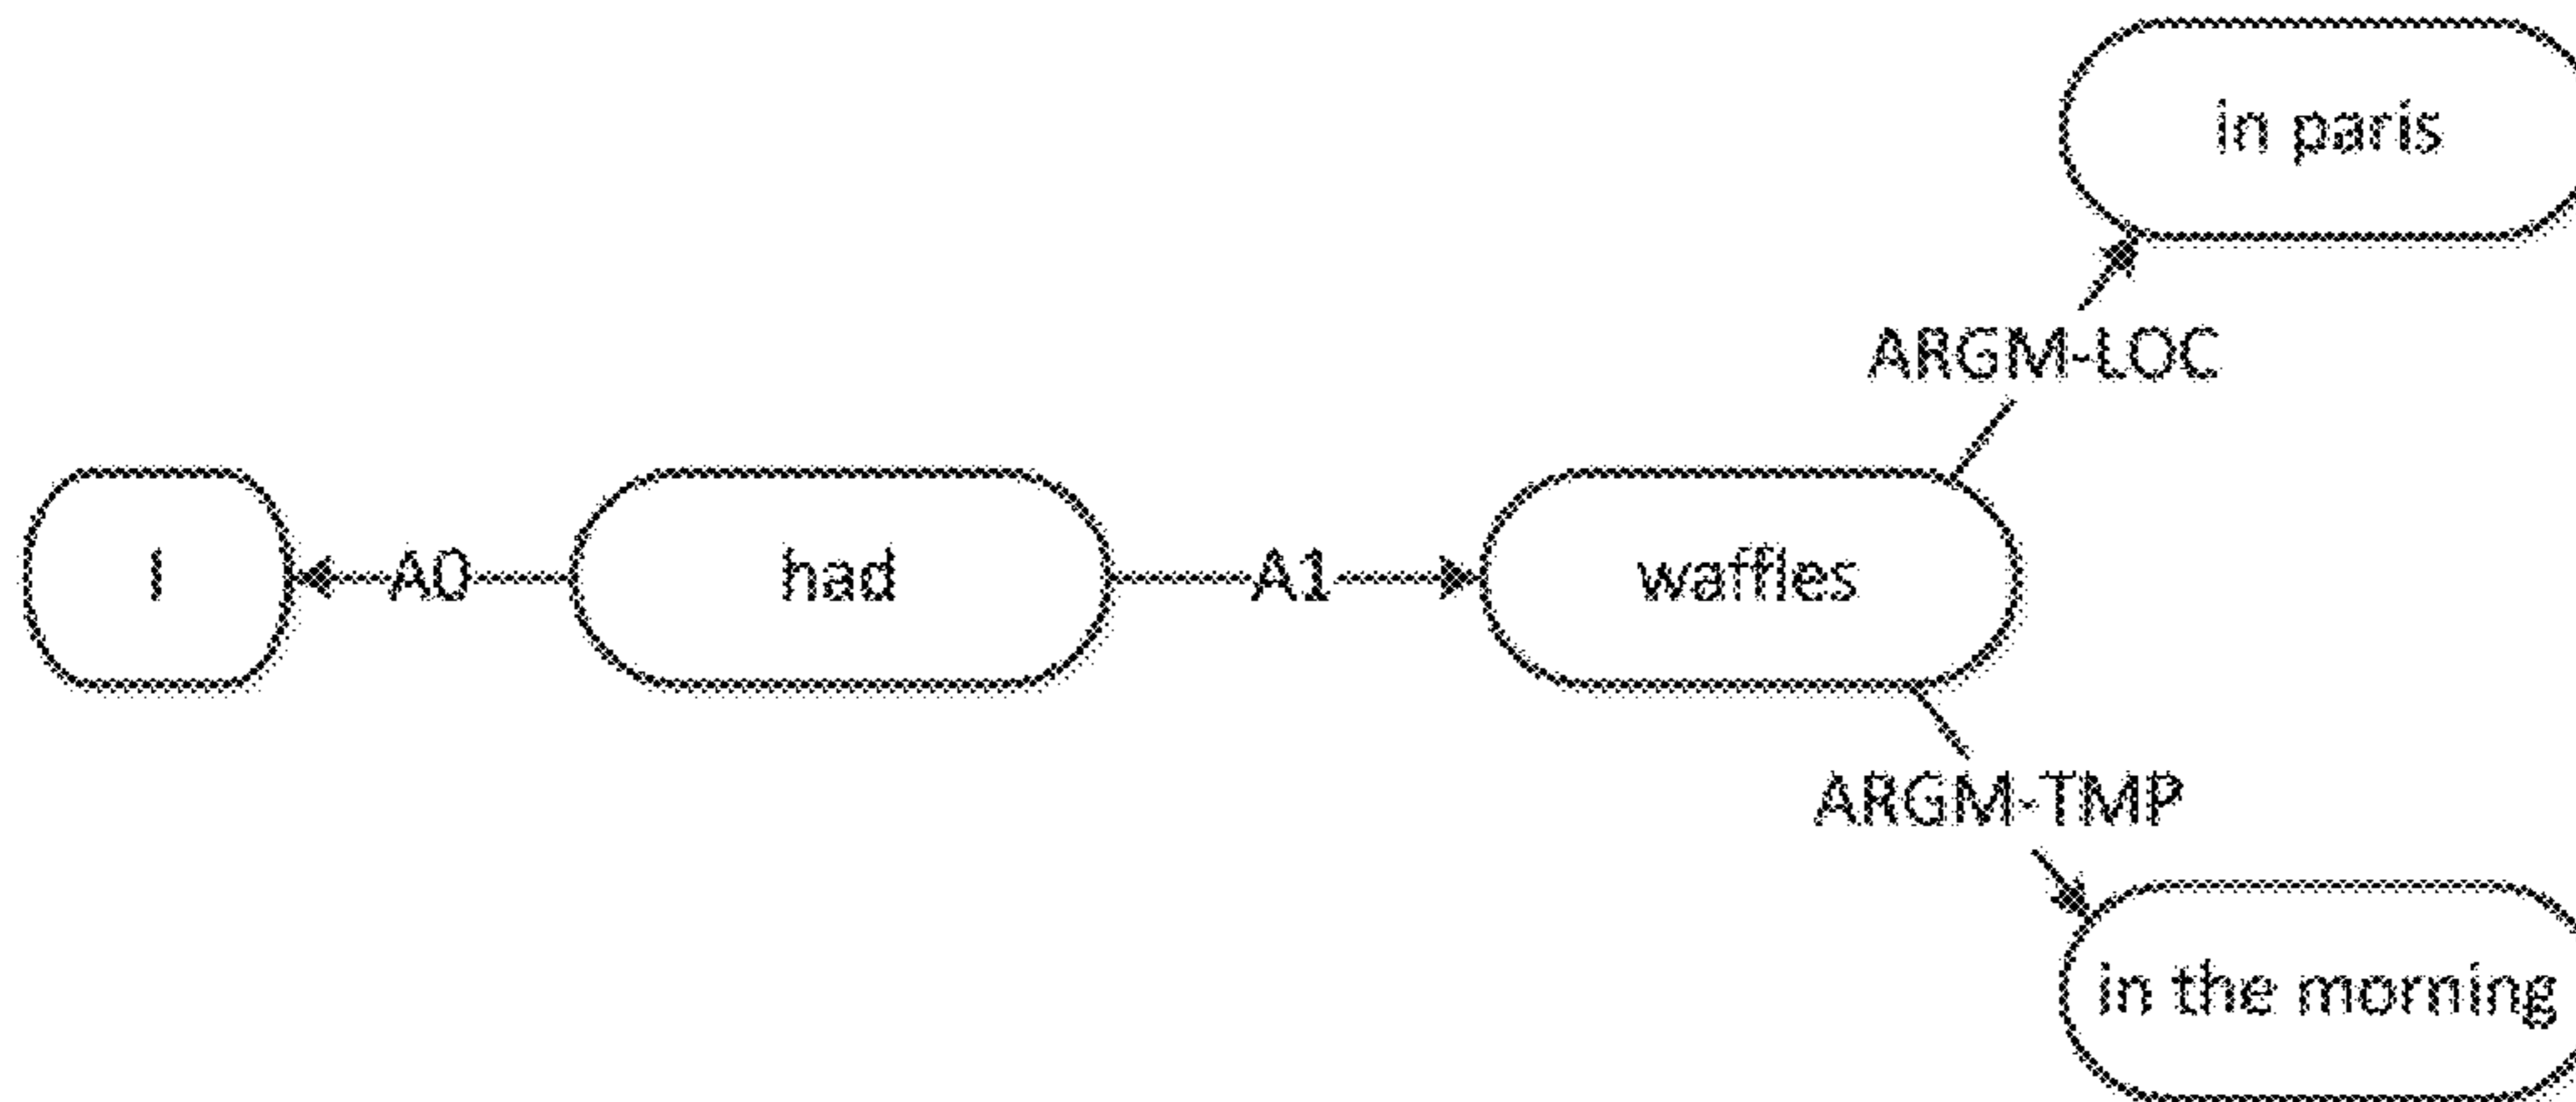 in paris
ARGM-LOC
I A0 had A1 waffles
ARGM-TMP
in the morning